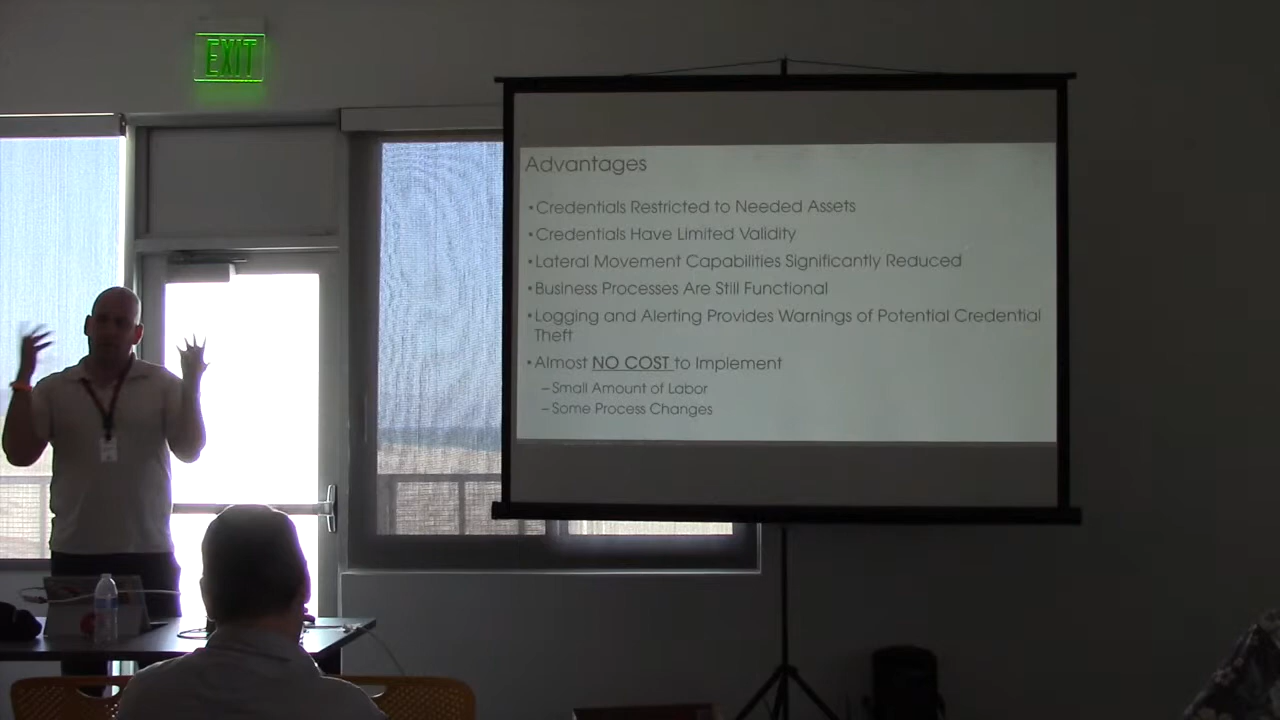 EXIT
Advantages
•Credentials Restricted to Needed Assets
•Credentials Have Limited Validity
•Lateral Movement Capabilities Significantly Reduced
•Business Processes Are Still Functional
•Logging and Alerting Provides Warnings of Potential Credential
Theft
•Almost NO COST to Implement
–Small Amount of Labor
–Some Process Changes